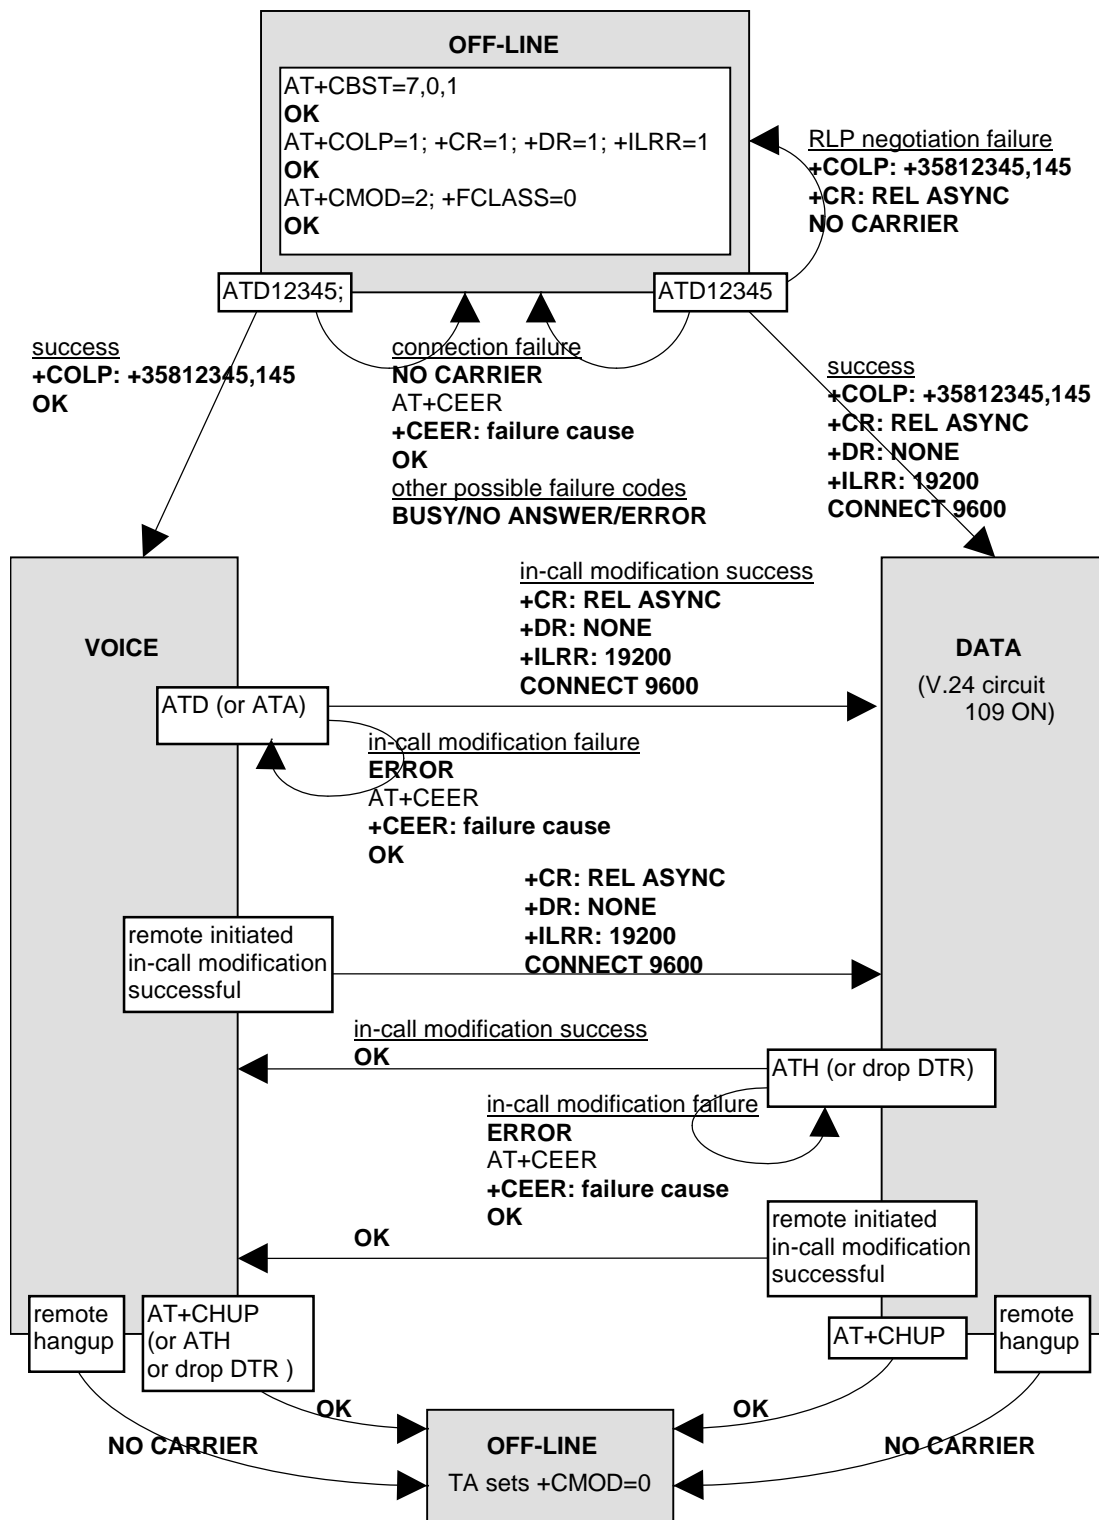 OFF-LINE
AT+CBST=7,0,1
OK
AT+COLP=1; +CR=1; +DR=1; +ILRR=1
OK
AT+CMOD=2; +FCLASS=0
OK
RLP negotiation failure
+COLP: +35812345,145
+CR: REL ASYNC
NO CARRIER
ATD12345;
ATD12345
success
+COLP: +35812345,145
OK
connection failure
NO CARRIER
AT+CEER
+CEER: failure cause
OK
other possible failure codes
BUSY/NO ANSWER/ERROR
success
+COLP: +35812345,145
+CR: REL ASYNC
+DR: NONE
+ILRR: 19200
CONNECT 9600
VOICE
in-call modification success
+CR: REL ASYNC
+DR: NONE
+ILRR: 19200
CONNECT 9600
DATA
(V.24 circuit
109 ON)
ATD (or ATA)
in-call modification failure
ERROR
AT+CEER
+CEER: failure cause
OK
+CR: REL ASYNC
+DR: NONE
+ILRR: 19200
CONNECT 9600
remote initiated
in-call modification
successful
in-call modification success
OK
ATH (or drop DTR)
in-call modification failure
ERROR
AT+CEER
+CEER: failure cause
OK
remote initiated
in-call modification
successful
OK
remote
hangup
AT+CHUP
(or ATH
or drop DTR )
AT+CHUP
remote
hangup
OK
OK
NO CARRIER
NO CARRIER
OFF-LINE
TA sets +CMOD=0